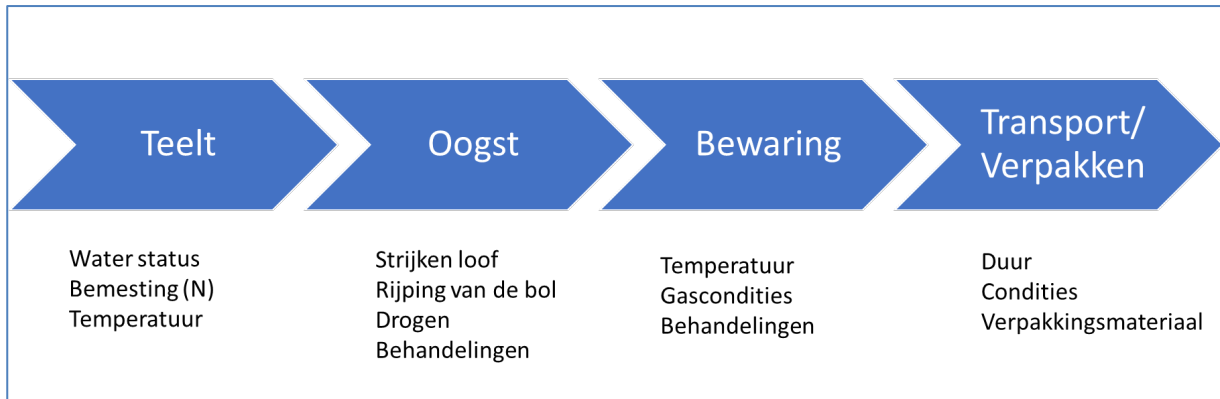 Teelt
Oogst
Bewaring
Transport/
Verpakken
Water status
Bemesting (N)
Temperatuur
Strijken loof
Rijping van de bol
Drogen
Behandelingen
Temperatuur
Gascondities
Behandelingen
Duur
Condities
Verpakkingsmateriaal